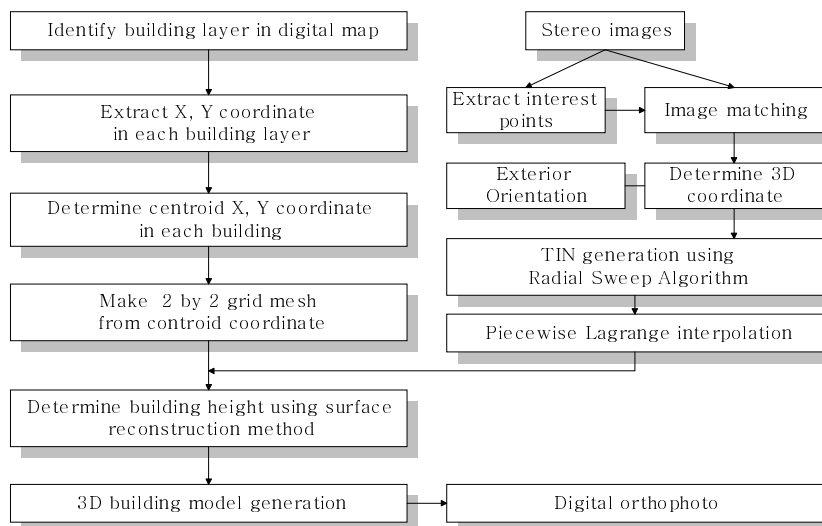 Identify building layer in digital map
Extract X, Y coordinate
in each building layer
Determine centroid X, Y coordinate
in each building
Make 2 by 2 grid mesh
from controid coordinate
Determine building height using surface
reconstruction method
3D building model generation
Stereo images
Extract interest
points
Image matching
Exterior
Orientation
Determine 3D
coordinate
TIN generation using
Radial Sweep Algorithm
Piecewise Lagrange interpolation
Digital orthophoto